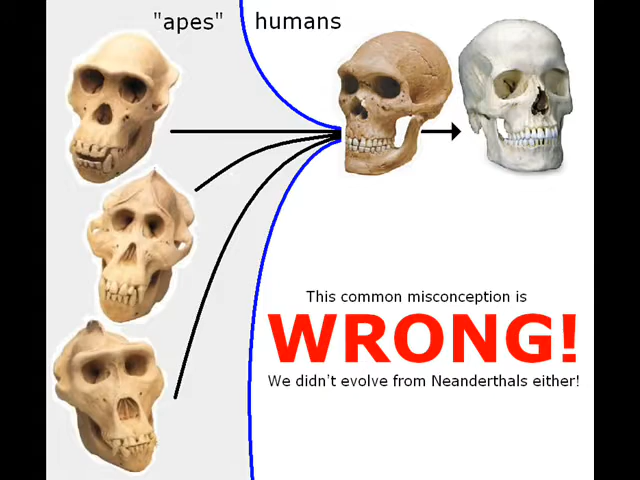 "apes" humans
This common misconception is
WRONG!
We didn't evolve from Neanderthals either!